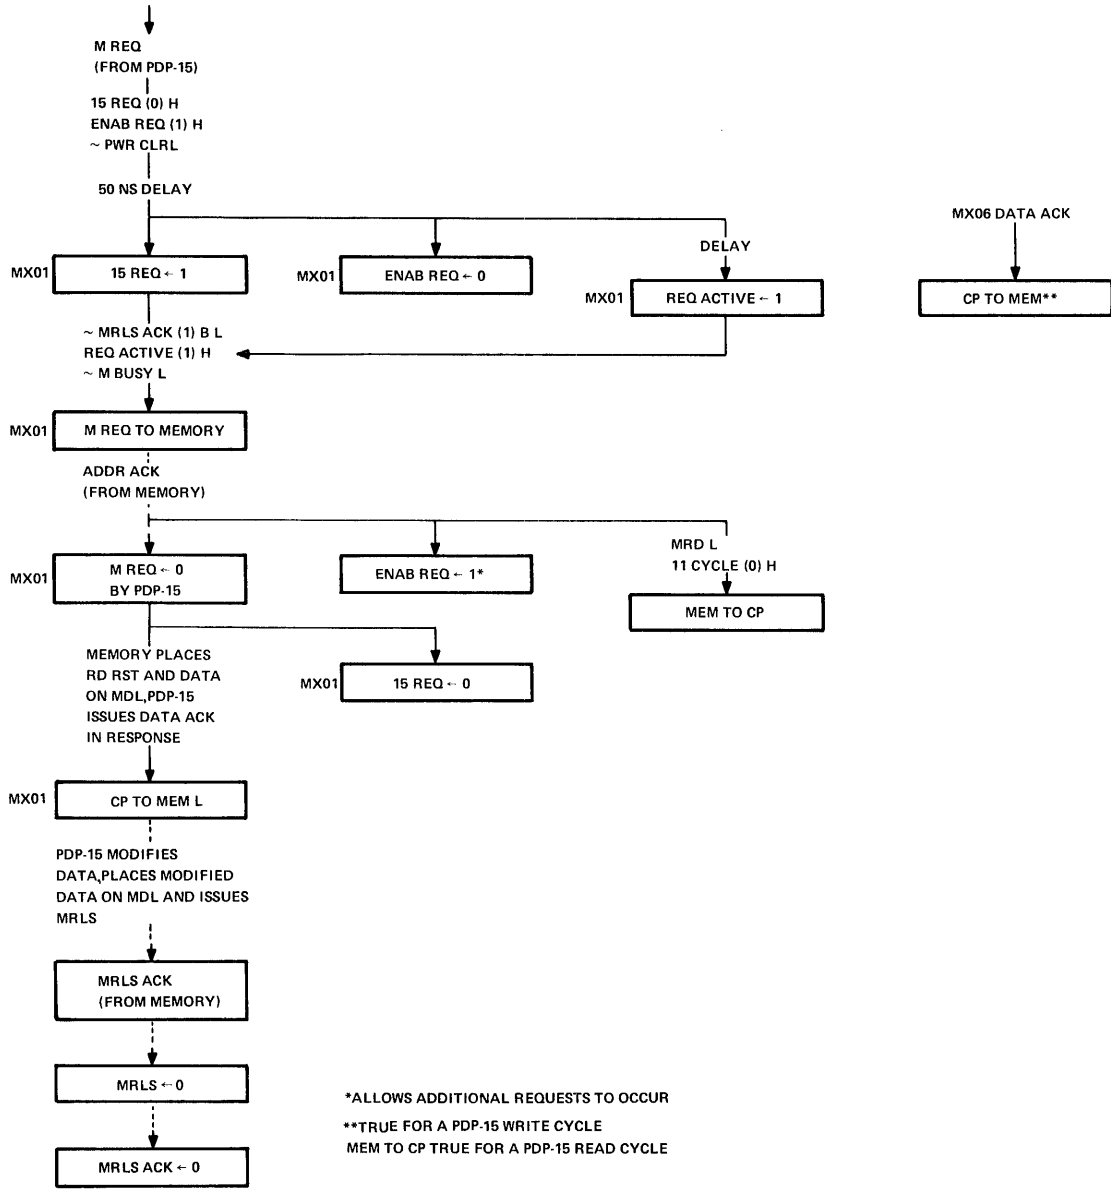 M REQ
(FROM PDP-15)
15 REQ (0) H
ENAB REQ (1) H
~ PWR CLRL
50 NS DELAY
MX06 DATA ACK
DELAY
MX01
15 REQ ← 1
MX01
ENAB REQ ← 0
MX01
REQ ACTIVE ← 1
CP TO MEM**
~ MRLS ACK (1) B L
REQ ACTIVE (1) H
~ M BUSY L
MX01
M REQ TO MEMORY
ADDR ACK
(FROM MEMORY)
MRD L
11 CYCLE (0) H
MX01
M REQ ← 0
BY PDP-15
ENAB REQ ← 1*
MEM TO CP
MEMORY PLACES
RD RST AND DATA
ON MDL,PDP-15
ISSUES DATA ACK
IN RESPONSE
MX01
15 REQ ← 0
MX01
CP TO MEM L
PDP-15 MODIFIES
DATA,PLACES MODIFIED
DATA ON MDL AND ISSUES
MRLS
MRLS ACK
(FROM MEMORY)
MRLS ← 0
MRLS ACK ← 0
*ALLOWS ADDITIONAL REQUESTS TO OCCUR
**TRUE FOR A PDP-15 WRITE CYCLE
MEM TO CP TRUE FOR A PDP-15 READ CYCLE